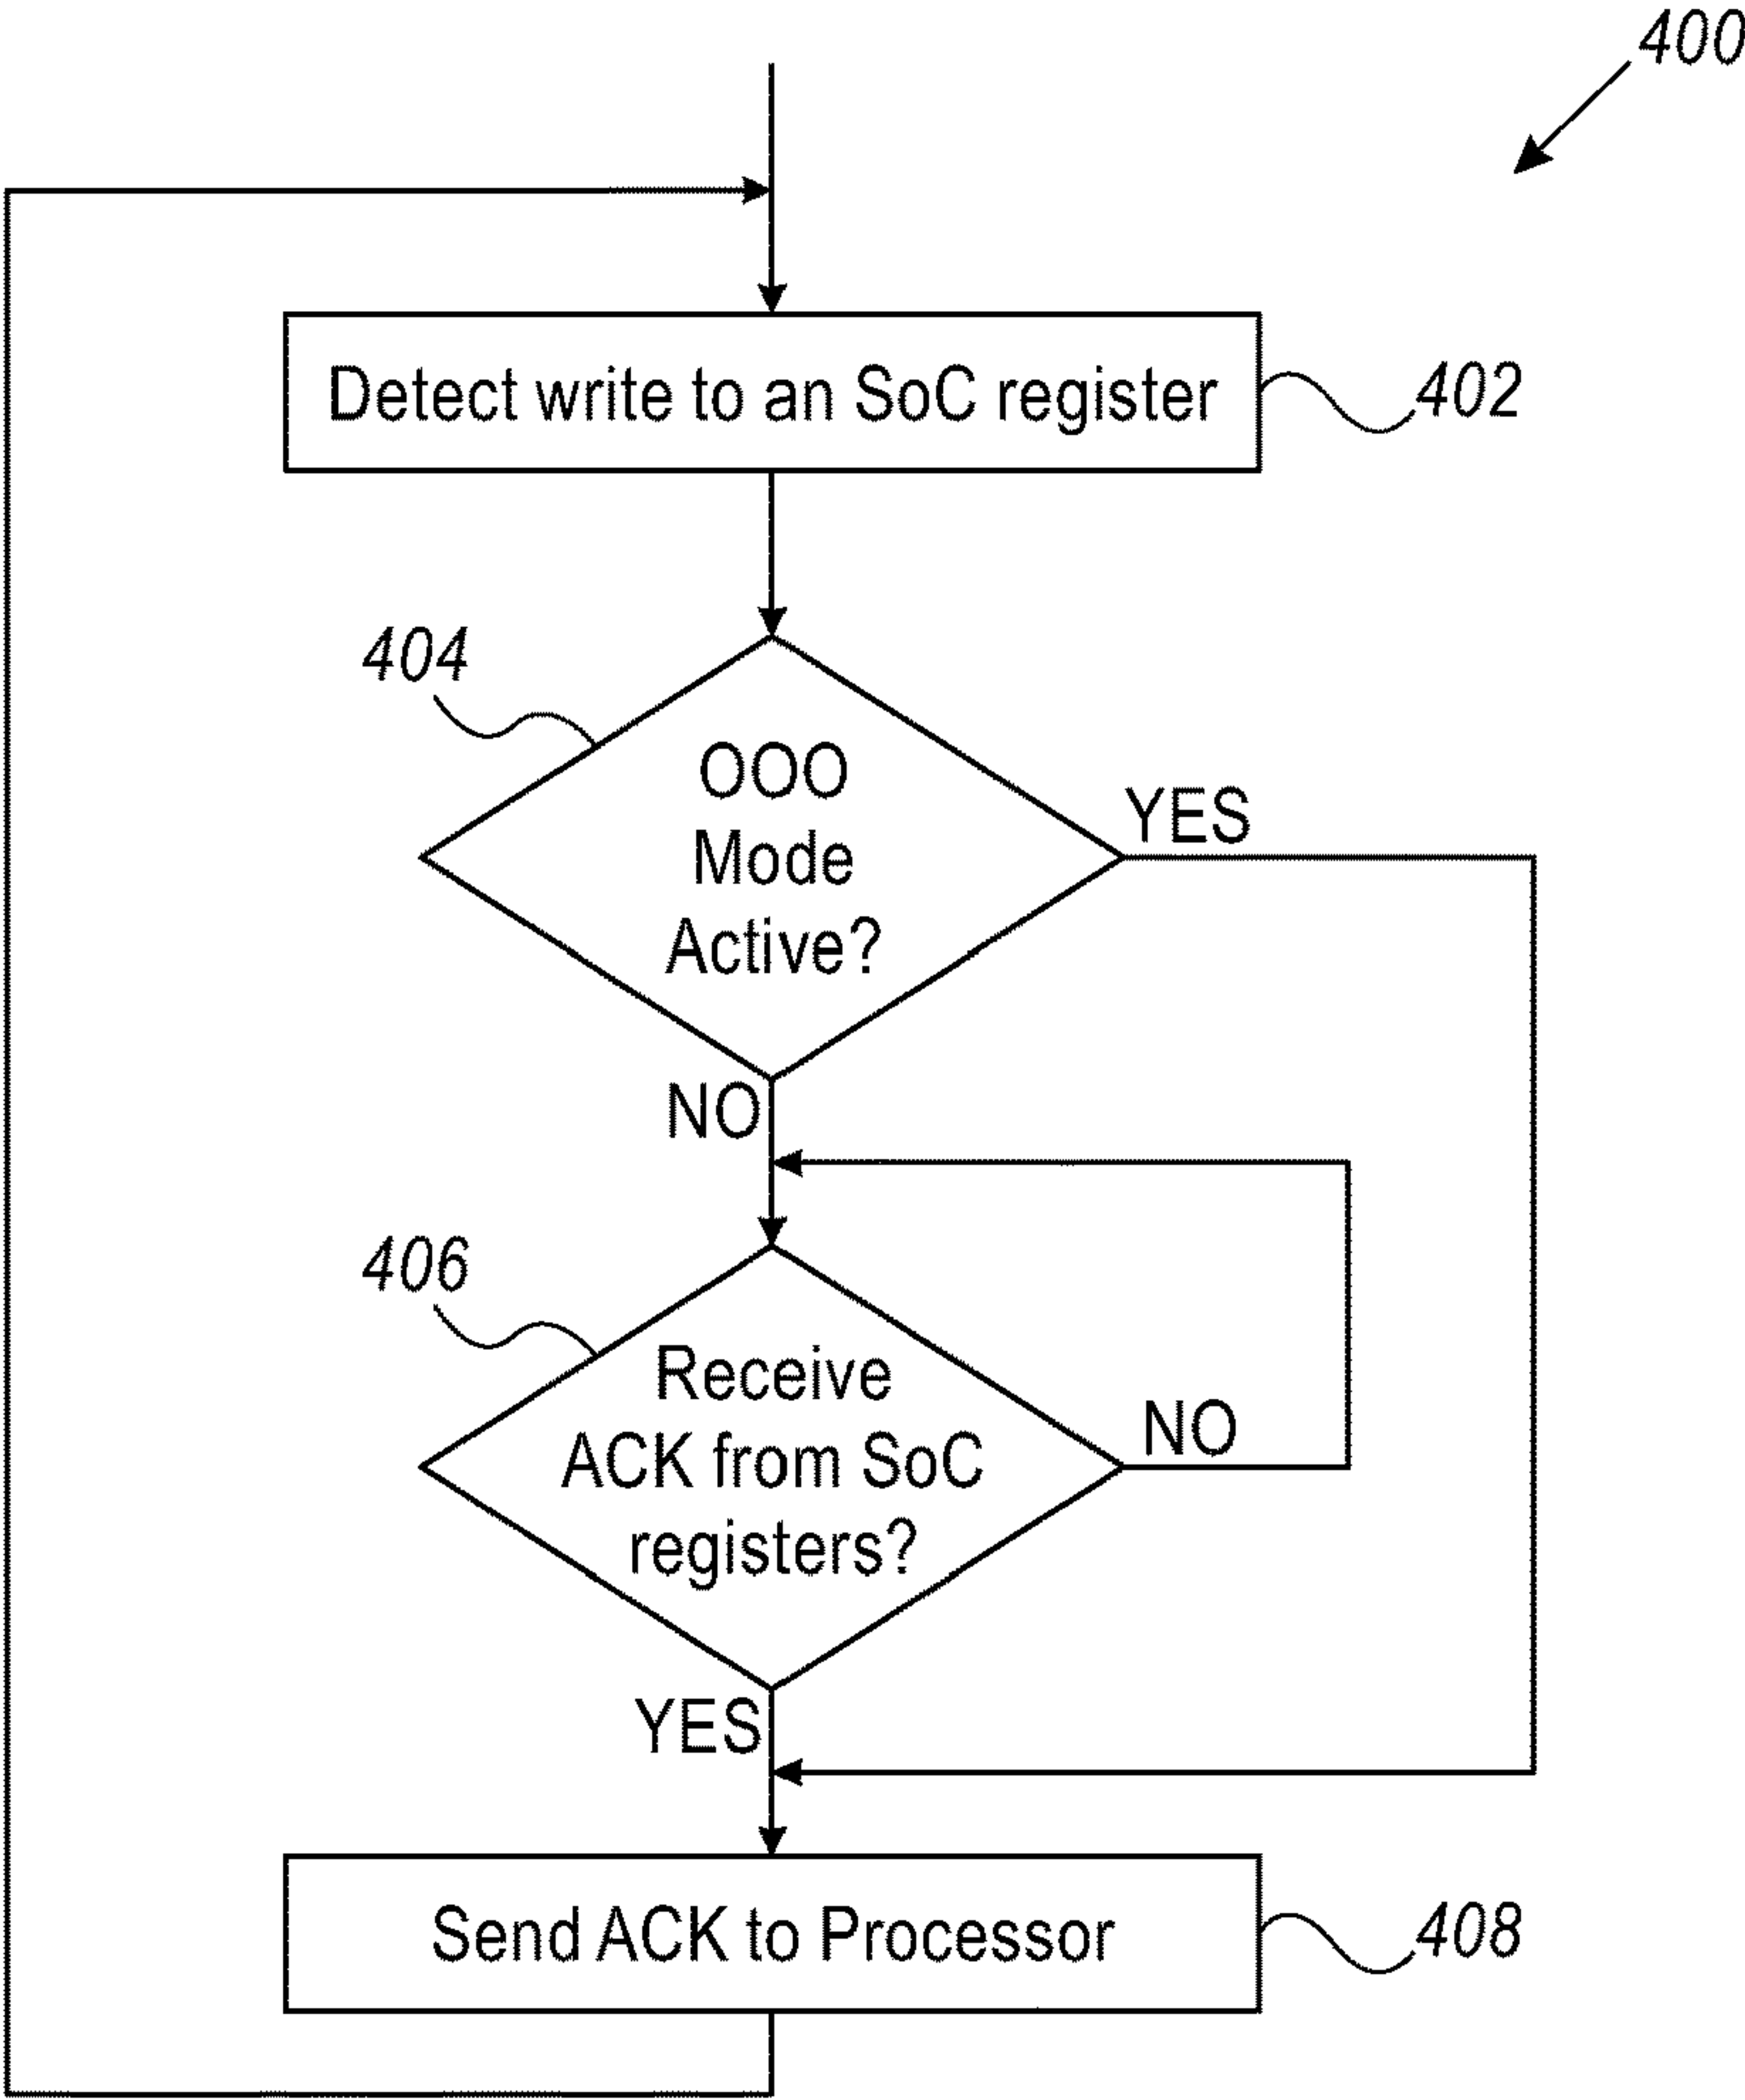 400
Detect write to an SoC register
402
404
OOO
Mode
Active?
YES
NO
406
Receive
ACK from SoC
registers?
NO
YES
Send ACK to Processor
408